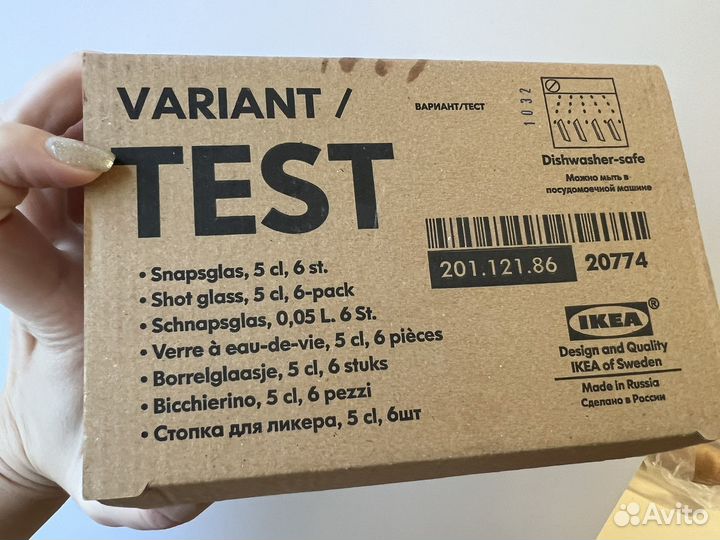 VARIANT /
ВАРИАНТ/ТЕСТ
1032
TEST
Dishwasher-safe
Можно мыть в
посудомоечной машине
201.121.86 20774
• Snapsglas, 5 cl, 6 st.
• Shot glass, 5 cl, 6-pack
• Schnapsglas, 0,05 L. 6 St.
• Verre à eau-de-vie, 5 cl, 6 pièces
• Borrelglaasje, 5 cl, 6 stuks
• Bicchierino, 5 cl, 6 pezzi
• Стопка для ликера, 5 cl, 6шт
IKEA®
Design and Quality
IKEA of Sweden
Made in Russia
Сделано в России
Avito